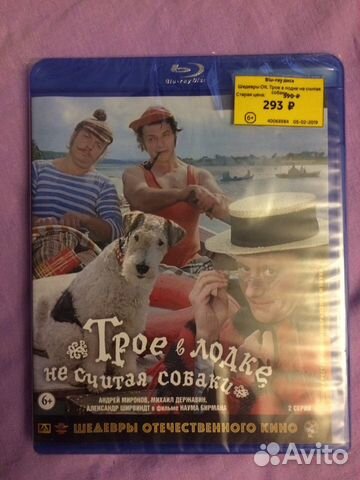 Blu-ray Disc
Blu-ray диск
Шедевры ОК. Трое в лодке не считая
собаки
Старая цена: 399 ₽
293 ₽
6+
40068884 05-02-2019
Трое в лодке,
не считая собаки
АНДРЕЙ МИРОНОВ, МИХАИЛ ДЕРЖАВИН,
АЛЕКСАНДР ШИРВИНДТ в фильме НАУМА БИРМАНА
2 СЕРИИ
6+
ШЕДЕВРЫ ОТЕЧЕСТВЕННОГО КИНО
Avito